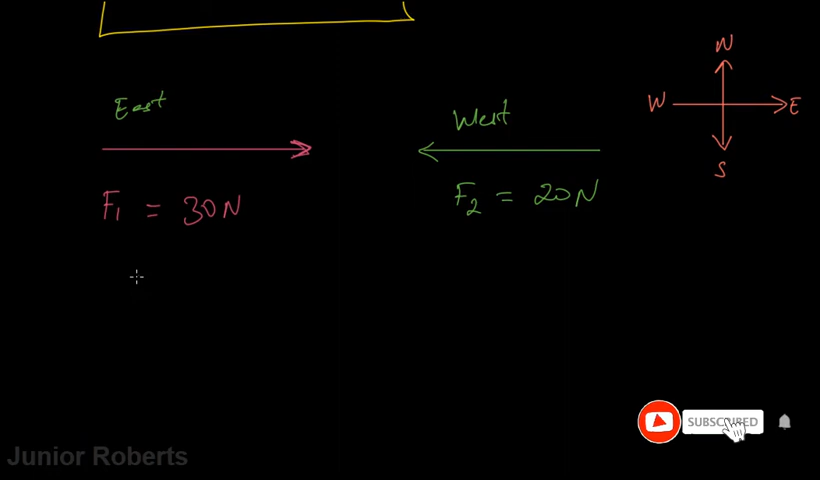 N
East
West
W
E
S
F₁ = 30N
F₂ = 20N
SUBSCRIBED
Junior Roberts